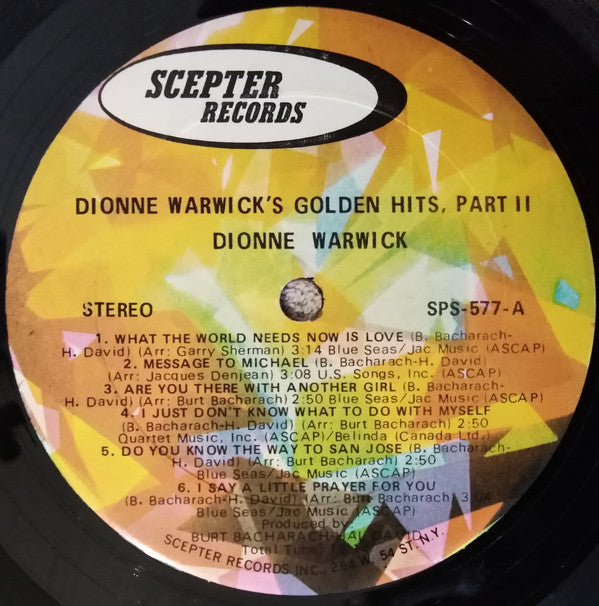 SCEPTER
RECORDS
DIONNE WARWICK'S GOLDEN HITS, PART II
DIONNE WARWICK
STEREO SPS-577-A
1. WHAT THE WORLD NEEDS NOW IS LOVE (B. Bacharach-
H. David) (Arr: Garry Sherman) 3:14 Blue Seas/Jac Music (ASCAP)
2. MESSAGE TO MICHAEL (B. Bacharach-H. David)
(Arr: Jacques Denjean) 3:08 U.S. Songs, Inc. (ASCAP)
3. ARE YOU THERE WITH ANOTHER GIRL (B. Bacharach-
H. David) (Arr: Burt Bacharach) 2:50 Blue Seas/Jac Music (ASCAP)
4. I JUST DON'T KNOW WHAT TO DO WITH MYSELF
(B. Bacharach-H. David) (Arr: Burt Bacharach) 2:50
Quartet Music, Inc. (ASCAP)/Belinda (Canada Ltd.)
5. DO YOU KNOW THE WAY TO SAN JOSE (B. Bacharach-
H. David) (Arr: Burt Bacharach) 2:50
Blue Seas/Jac Music (ASCAP)
6. I SAY A LITTLE PRAYER FOR YOU
(B. Bacharach-H. David) (Arr: Burt Bacharach) 3:04
Blue Seas/Jac Music (ASCAP)
Produced by:
BURT BACHARACH-HAL DAVID
Total Time:
SCEPTER RECORDS INC., 254 W. 54 ST. N.Y.